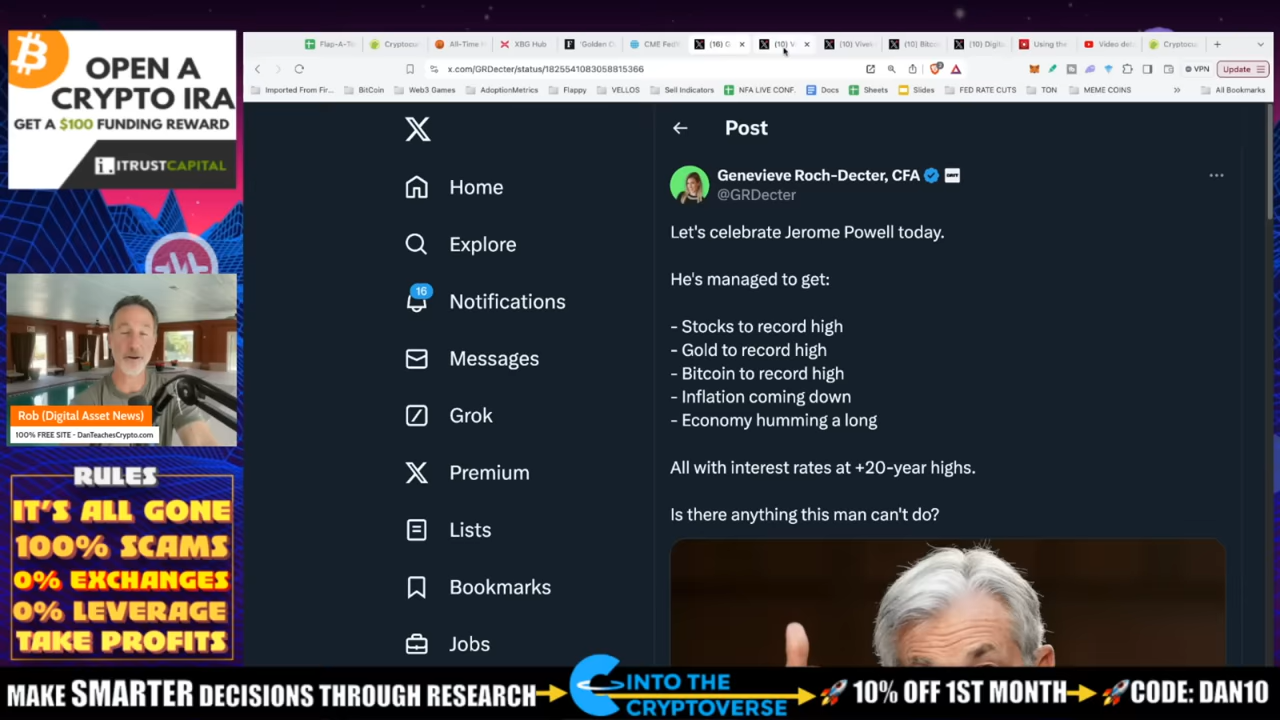 OPEN A
CRYPTO IRA
GET A $100 FUNDING REWARD
ITRUSTCAPITAL
Rob (Digital Asset News)
100% FREE SITE - DanTeachesCrypto.com
RULES
IT'S ALL GONE
100% SCAMS
0% EXCHANGES
0% LEVERAGE
TAKE PROFITS
XBG Hub
x.com/GRDecter/status/1825541083058815366
VPN
Update
Imported From Fir...
BitCoin
Web3 Games
AdoptionMetrics
Flappy
VELLOS
Sell Indicators
NFA LIVE CONF.
Docs
Sheets
Slides
FED RATE CUTS
TON
MEME COINS
All Bookmarks
Home
Explore
16
Notifications
Messages
Grok
Premium
Lists
Bookmarks
Jobs
Post
Genevieve Roch-Decter, CFA
@GRDecter
Let's celebrate Jerome Powell today.
He's managed to get:
- Stocks to record high
- Gold to record high
- Bitcoin to record high
- Inflation coming down
- Economy humming a long
All with interest rates at +20-year highs.
Is there anything this man can't do?
MAKE SMARTER DECISIONS THROUGH RESEARCH
INTO THE
CRYPTOVERSE
10% OFF 1ST MONTH
CODE: DAN10